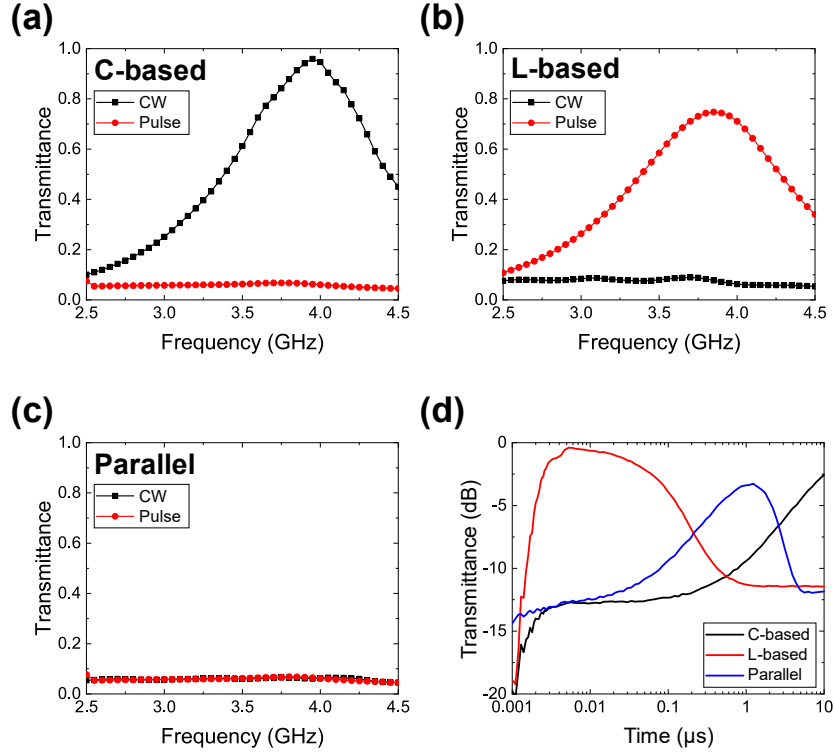 (a)
C-based
CW
Pulse
Transmittance
1.0
0.8
0.6
0.4
0.2
0.0
2.5 3.0 3.5 4.0 4.5
Frequency (GHz)
(b)
L-based
CW
Pulse
Transmittance
1.0
0.8
0.6
0.4
0.2
0.0
2.5 3.0 3.5 4.0 4.5
Frequency (GHz)
(c)
Parallel
CW
Pulse
Transmittance
1.0
0.8
0.6
0.4
0.2
0.0
2.5 3.0 3.5 4.0 4.5
Frequency (GHz)
(d)
Transmittance (dB)
0
-5
-10
-15
-20
C-based
L-based
Parallel
0.001 0.01 0.1 1 10
Time (µs)